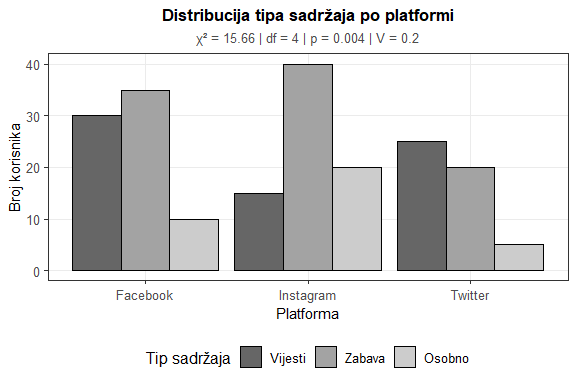 Distribucija tipa sadržaja po platformi
χ² = 15.66 | df = 4 | p = 0.004 | V = 0.2
Broj korisnika
40
30
20
10
0
Facebook Instagram Twitter
Platforma
Tip sadržaja Vijesti Zabava Osobno